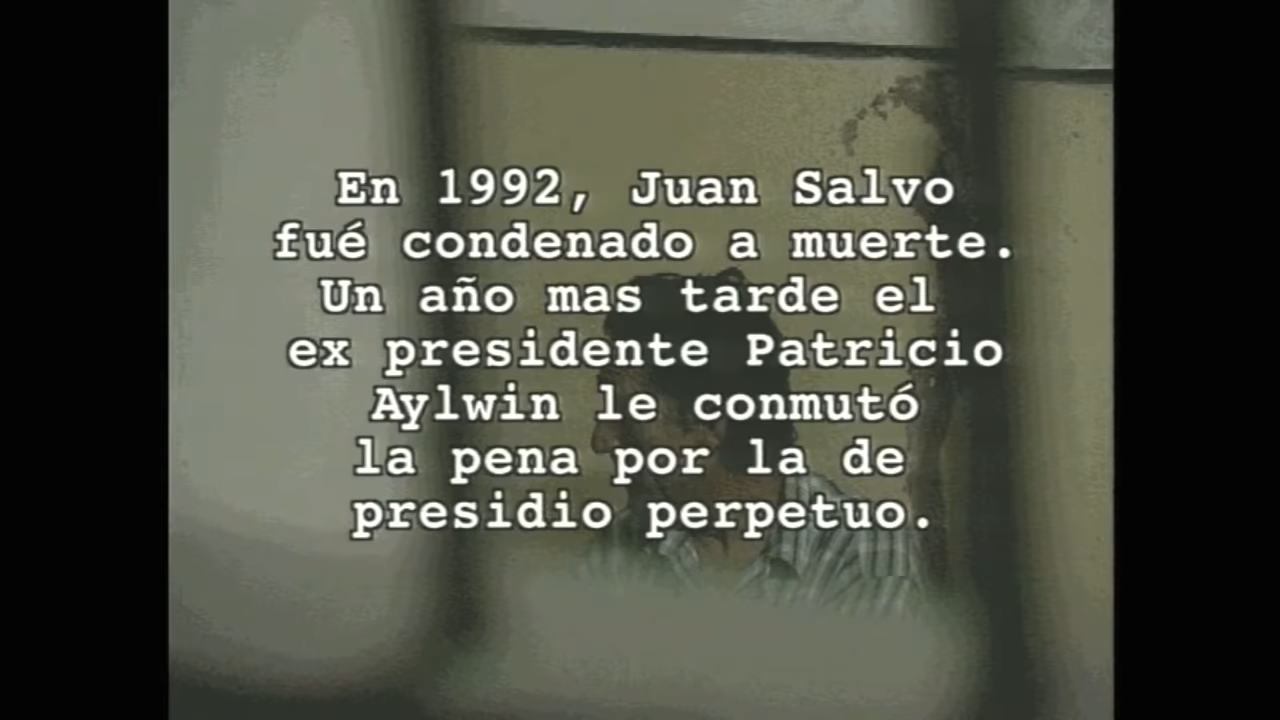 En 1992, Juan Salvo
fué condenado a muerte.
Un año mas tarde el
ex presidente Patricio
Aylwin le conmutó
la pena por la de
presidio perpetuo.